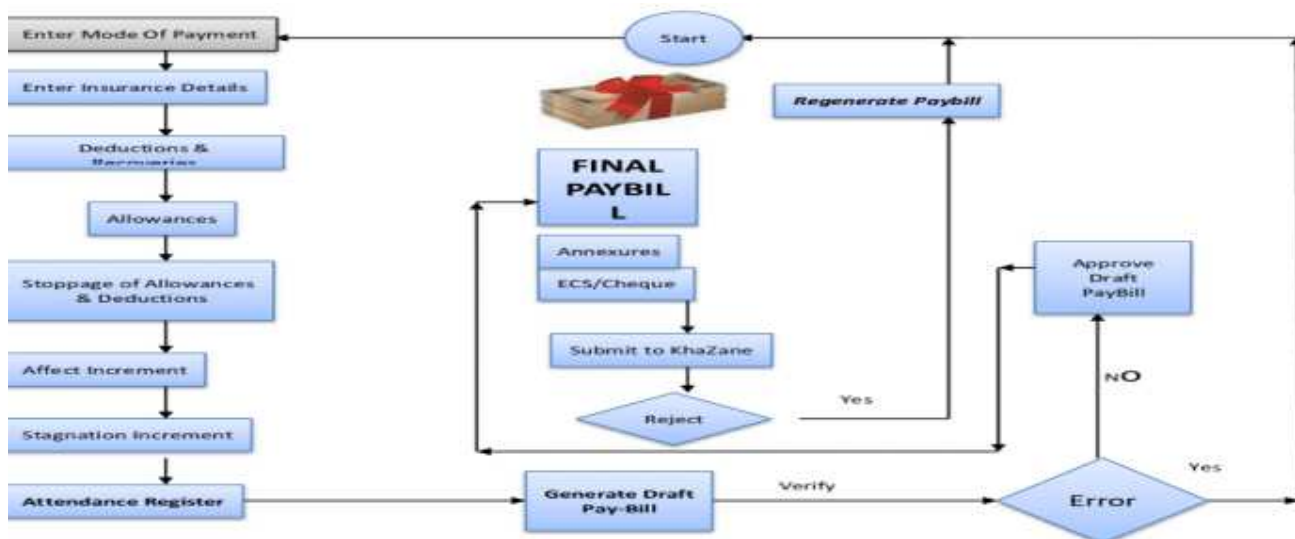 Enter Mode Of Payment
Start
Enter Insurance Details
Regenerate Paybill
Deductions &
FINAL
PAYBIL
L
Allowances
Annexures
ECS/Cheque
Approve
Draft
PayBill
Stoppage of Allowances
& Deductions
Submit to KhaZane
Affect Increment
NO
Yes
Reject
Stagnation Increment
Yes
Attendance Register
Generate Draft
Pay-Bill
Verify
Error